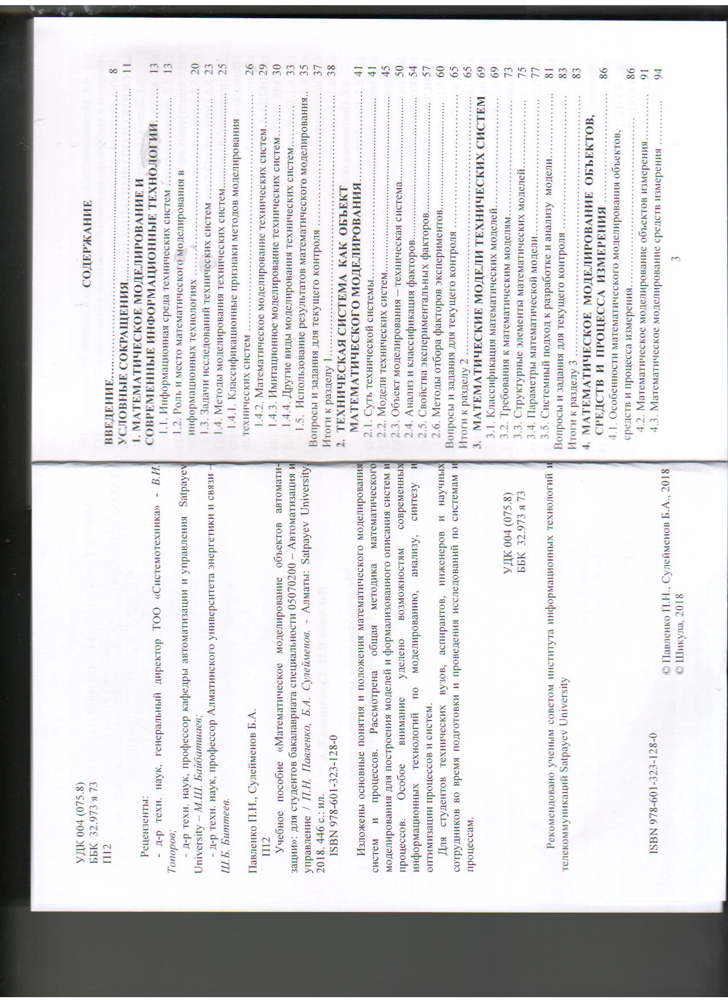 УДК 004 (075.8)
ББК 32.973 я 73
П12
Рецензенты:
- д-р техн. наук, генеральный директор ТОО «Системотехника» - В.И.
Топоров;
- д-р техн. наук, профессор кафедры автоматизации и управления Satpayev
University – М.Ш. Байбатшаев;
- д-р техн. наук, профессор Алматинского университета энергетики и связи –
Ш.Б. Биттеев.
Павленко П.Н., Сулейменов Б.А.
П12
Учебное пособие «Математическое моделирование объектов автомати-
зации»: для студентов бакалавриата специальности 05070200 – Автоматизация и
управление / П.Н. Павленко, Б.А. Сулейменов. - Алматы: Satpayev University,
2018. 446 с.: ил.
ISBN 978-601-323-128-0
Изложены основные понятия и положения математического моделирования
систем и процессов. Рассмотрена общая методика математического
моделирования для построения моделей и формализованного описания систем и
процессов. Особое внимание уделено возможностям современных
информационных технологий по моделированию, анализу, синтезу и
оптимизации процессов и систем.
Для студентов технических вузов, аспирантов, инженеров и научных
сотрудников во время подготовки и проведения исследований по системам и
процессам.
УДК 004 (075.8)
ББК 32.973 я 73
Рекомендовано ученым советом института информационных технологий и
телекоммуникаций Satpayev University
ISBN 978-601-323-128-0
© Павленко П.Н., Сулейменов Б.А., 2018
© Шикула, 2018
СОДЕРЖАНИЕ
ВВЕДЕНИЕ.......... 8
УСЛОВНЫЕ СОКРАЩЕНИЯ.......... 11
1. МАТЕМАТИЧЕСКОЕ МОДЕЛИРОВАНИЕ И
СОВРЕМЕННЫЕ ИНФОРМАЦИОННЫЕ ТЕХНОЛОГИИ ........ 13
1.1. Информационная среда технических систем .......... 13
1.2. Роль и место математического моделирования в
информационных технологиях .......... 20
1.3. Задачи исследований технических систем .......... 23
1.4. Методы моделирования технических систем.......... 25
1.4.1. Классификационные признаки методов моделирования
технических систем .......... 26
1.4.2. Математическое моделирование технических систем ...... 29
1.4.3. Имитационное моделирование технических систем........ 30
1.4.4. Другие виды моделирования технических систем.......... 33
1.5. Использование результатов математического моделирования.. 35
Вопросы и задания для текущего контроля .......... 37
Итоги к разделу 1.......... 38
2. ТЕХНИЧЕСКАЯ СИСТЕМА КАК ОБЪЕКТ
МАТЕМАТИЧЕСКОГО МОДЕЛИРОВАНИЯ.......... 41
2.1. Суть технической системы.......... 41
2.2. Модели технических систем.......... 45
2.3. Объект моделирования – техническая система.......... 50
2.4. Анализ и классификация факторов.......... 54
2.5. Свойства экспериментальных факторов.......... 57
2.6. Методы отбора факторов экспериментов.......... 60
Вопросы и задания для текущего контроля .......... 65
Итоги к разделу 2 .......... 65
3. МАТЕМАТИЧЕСКИЕ МОДЕЛИ ТЕХНИЧЕСКИХ СИСТЕМ 69
3.1. Классификация математических моделей.......... 69
3.2. Требования к математическим моделям.......... 73
3.3. Структурные элементы математических моделей.......... 75
3.4. Параметры математической модели.......... 77
3.5. Системный подход к разработке и анализу модели.......... 81
Вопросы и задания для текущего контроля .......... 83
Итоги к разделу 3 .......... 83
4. МАТЕМАТИЧЕСКОЕ МОДЕЛИРОВАНИЕ ОБЪЕКТОВ,
СРЕДСТВ И ПРОЦЕССА ИЗМЕРЕНИЯ .......... 86
4.1. Особенности математического моделирования объектов,
средств и процесса измерения.......... 86
4.2. Математическое моделирование объектов измерения.......... 91
4.3. Математическое моделирование средств измерения .......... 94
3